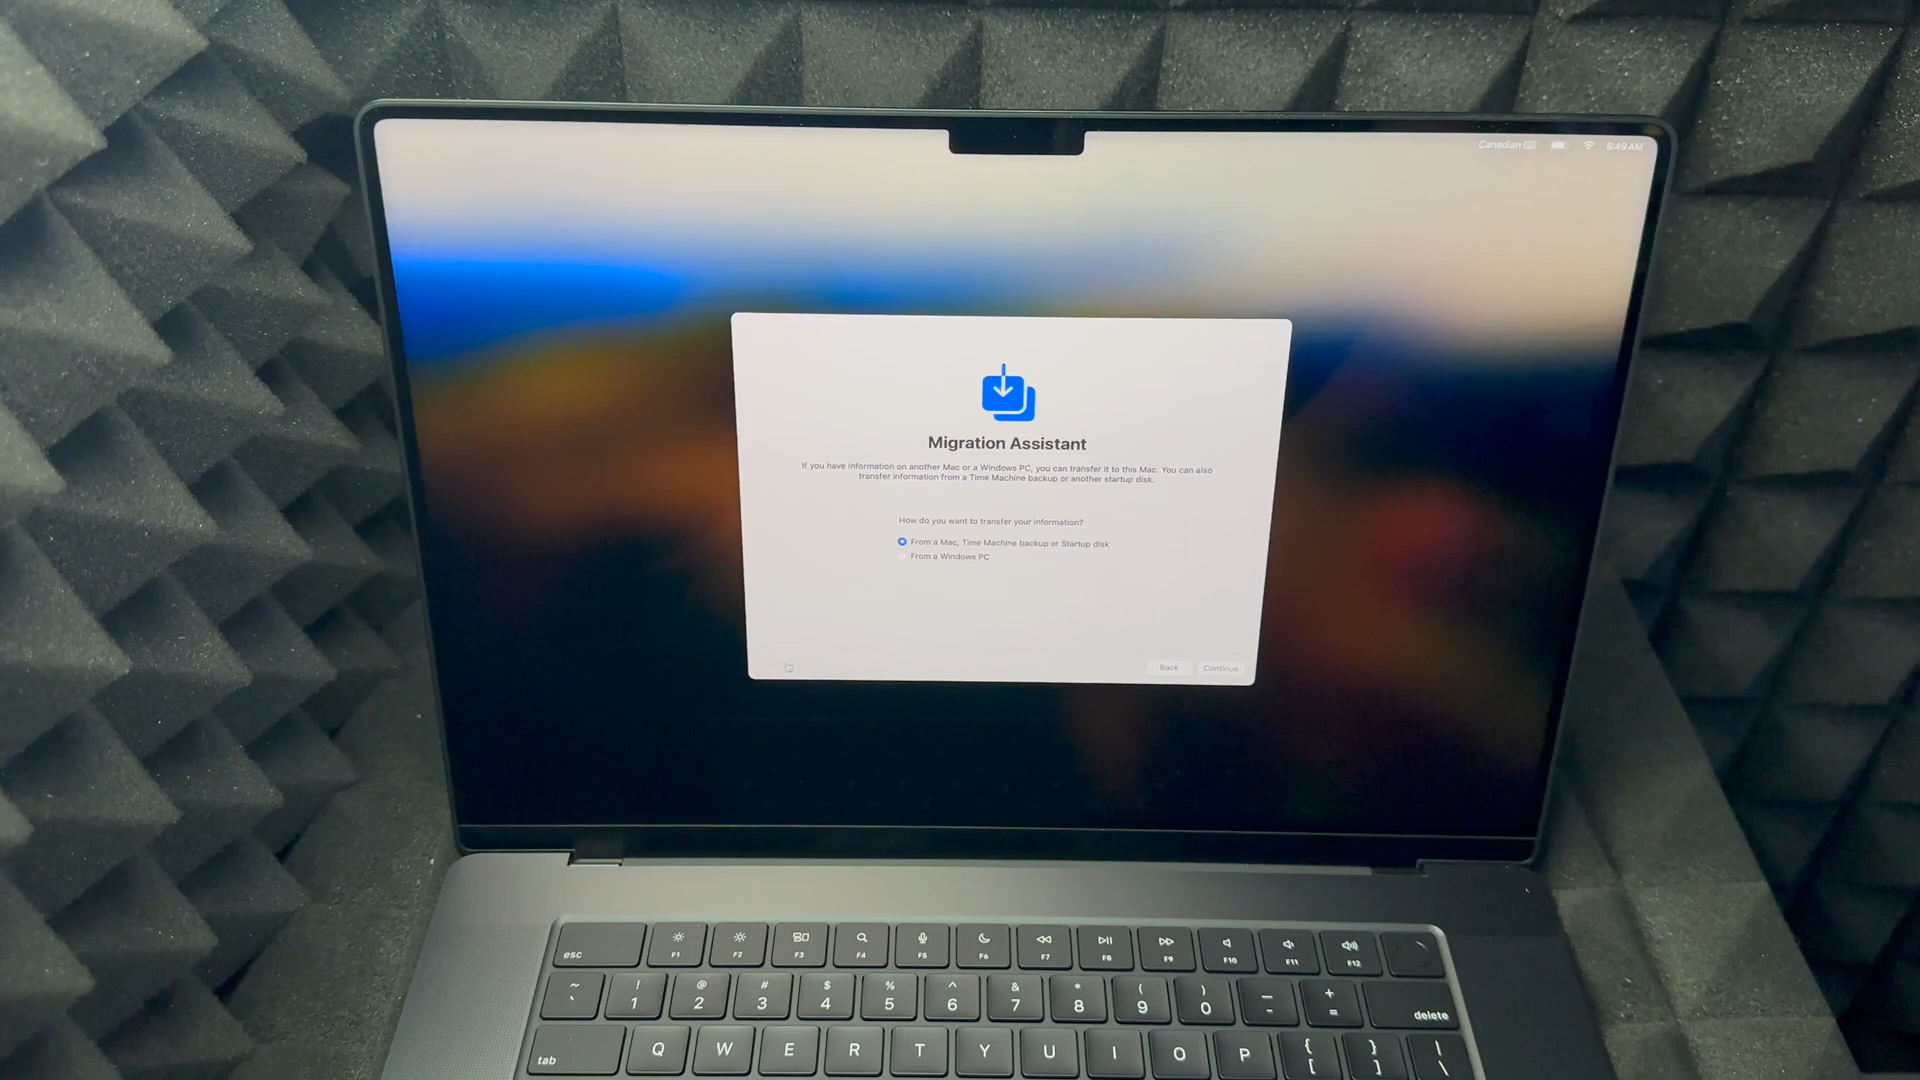 Canadian
6:49 AM
Migration Assistant
If you have information on another Mac or a Windows PC, you can transfer it to this Mac. You can also
transfer information from a Time Machine backup or another startup disk.
How do you want to transfer your information?
From a Mac, Time Machine backup or Startup disk
From a Windows PC
Back
Continue
esc F1 F2 F3 F4 F5 F6 F7 F8 F9 F10 F11 F12
~ ! @ # $ % ^ & * ( ) _ +
` 1 2 3 4 5 6 7 8 9 0 - = delete
tab Q W E R T Y U I O P { } |
[ ] \